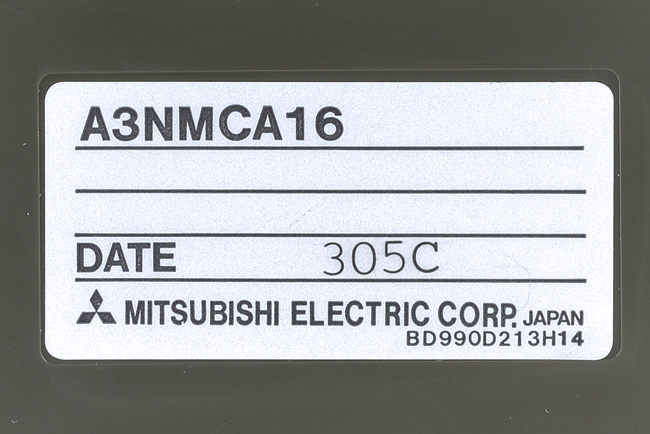 A3NMCA16
DATE 305C
MITSUBISHI ELECTRIC CORP. JAPAN
BD990D213H14